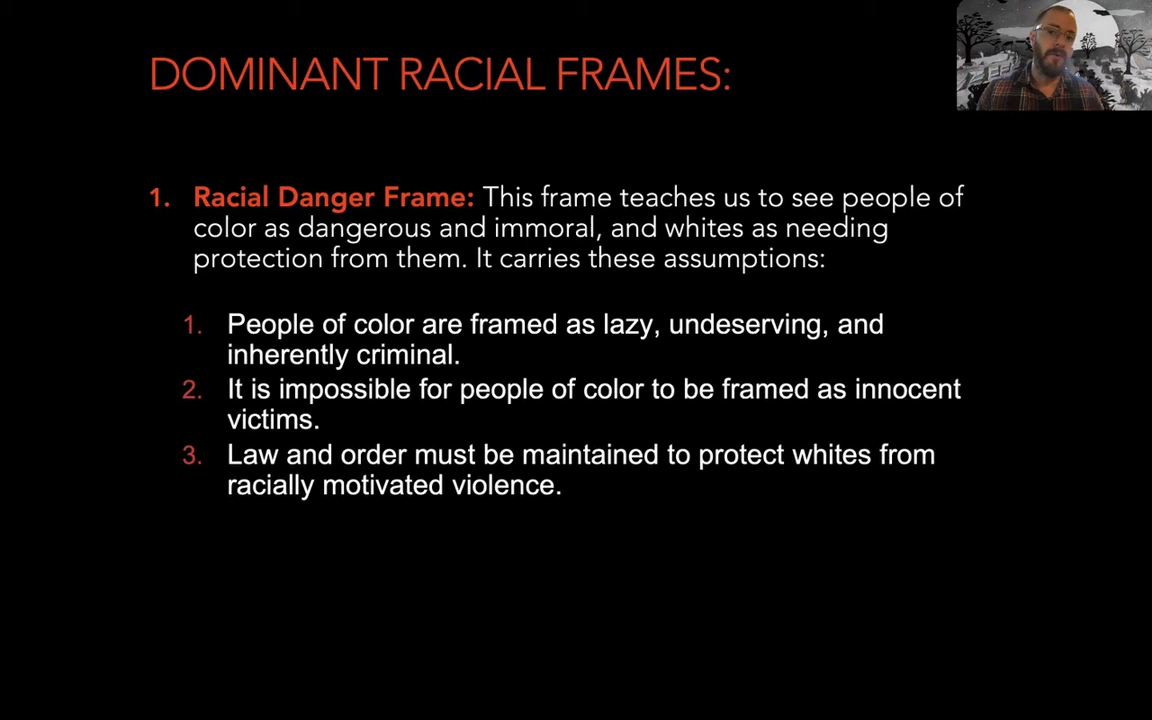 DOMINANT RACIAL FRAMES:
1. Racial Danger Frame: This frame teaches us to see people of
color as dangerous and immoral, and whites as needing
protection from them. It carries these assumptions:
1. People of color are framed as lazy, undeserving, and
inherently criminal.
2. It is impossible for people of color to be framed as innocent
victims.
3. Law and order must be maintained to protect whites from
racially motivated violence.